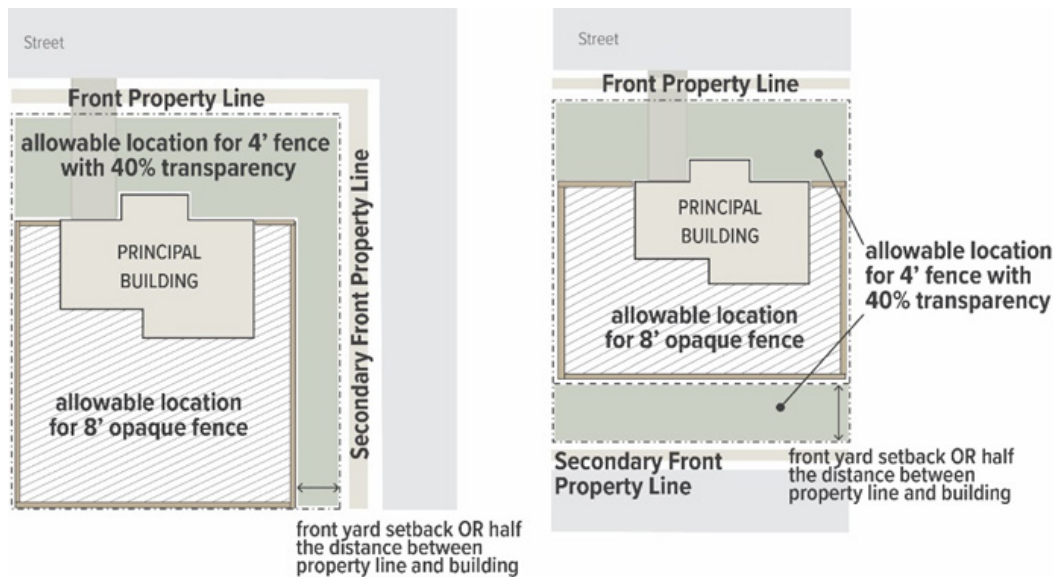 Street
Front Property Line
allowable location for 4’ fence
with 40% transparency
PRINCIPAL
BUILDING
Secondary Front Property Line
allowable location
for 8’ opaque fence
front yard setback OR half
the distance between
property line and building
Street
Front Property Line
PRINCIPAL
BUILDING
allowable location
for 4’ fence with
40% transparency
allowable location
for 8’ opaque fence
Secondary Front
Property Line
front yard setback OR half
the distance between
property line and building